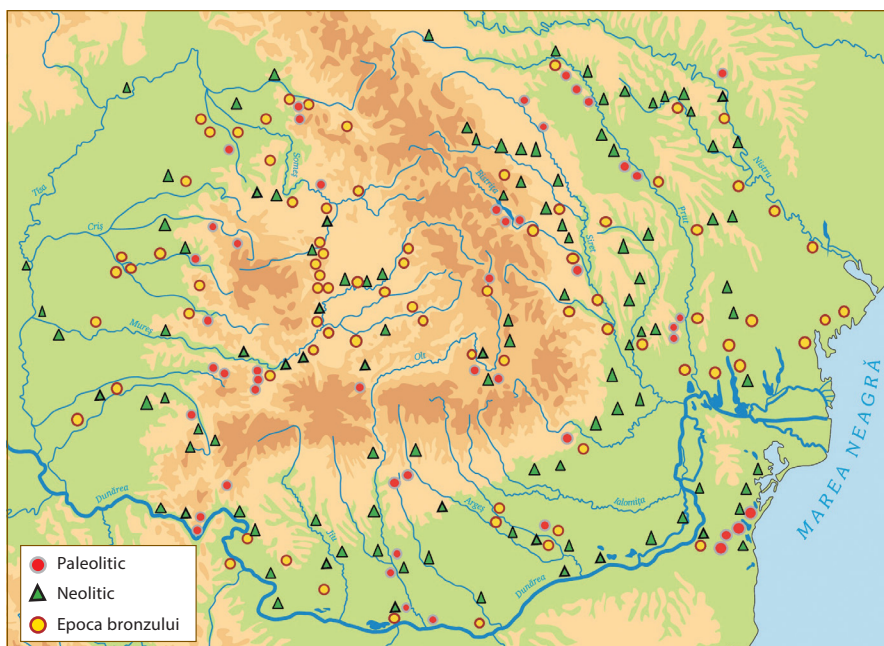 Tisa
Someș
Bistrița
Nistru
Prut
Siret
Criș
Mureș
Olt
MAREA NEAGRĂ
Dunărea
Jiu
Argeș
Ialomița
Dunărea
Paleolitic
Neolitic
Epoca bronzului